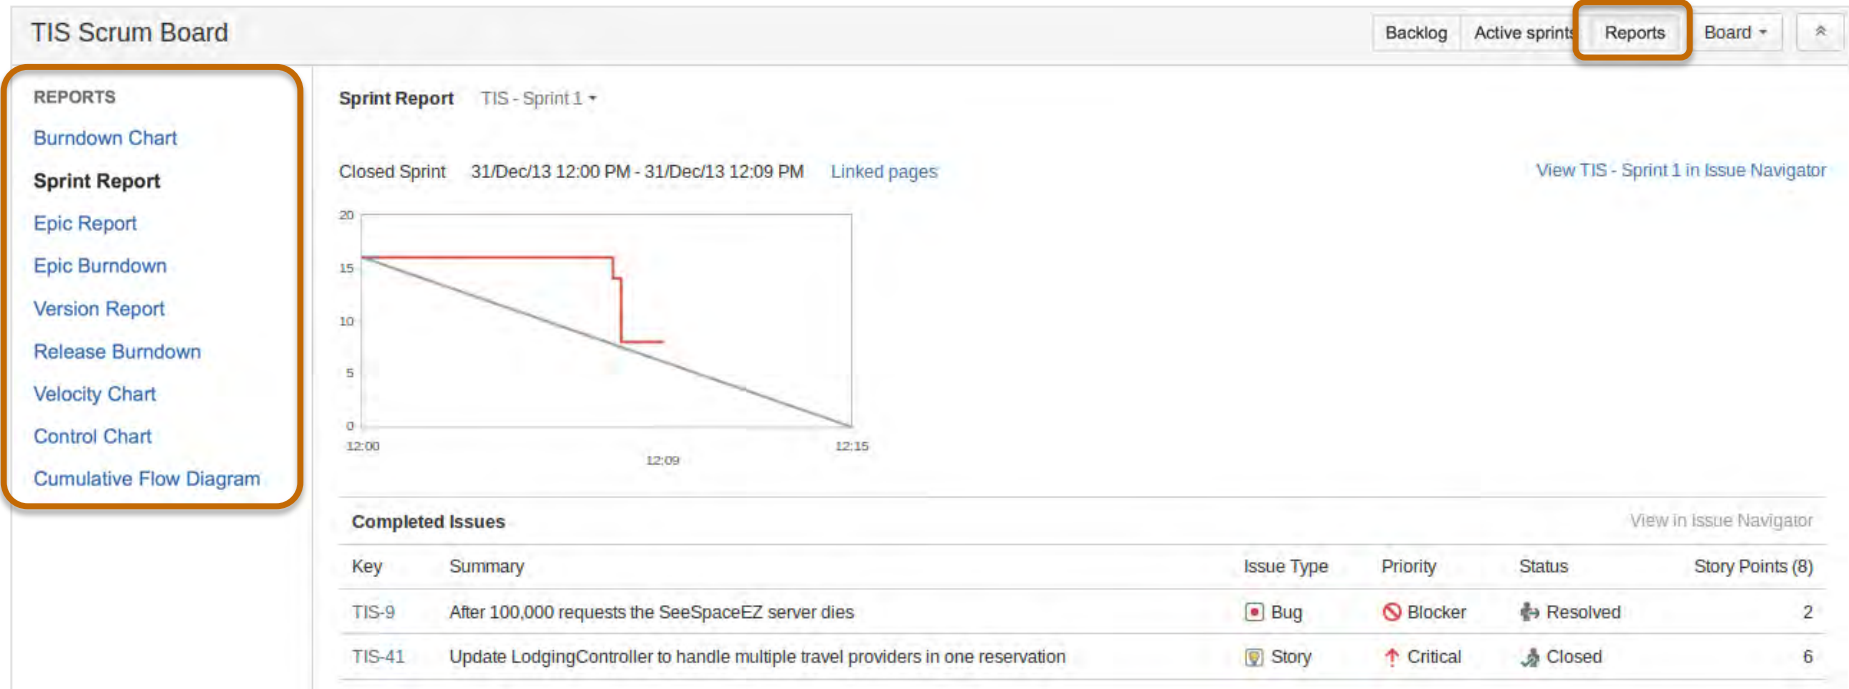 TIS Scrum Board
Backlog Active sprints Reports Board
REPORTS
Burndown Chart
Sprint Report
Epic Report
Epic Burndown
Version Report
Release Burndown
Velocity Chart
Control Chart
Cumulative Flow Diagram
Sprint Report TIS - Sprint 1
Closed Sprint 31/Dec/13 12:00 PM - 31/Dec/13 12:09 PM Linked pages
View TIS - Sprint 1 in Issue Navigator
20
15
10
5
0
12:00 12:15
12:09
Completed Issues View in Issue Navigator
Key Summary Issue Type Priority Status Story Points (8)
TIS-9 After 100,000 requests the SeeSpaceEZ server dies Bug Blocker Resolved 2
TIS-41 Update LodgingController to handle multiple travel providers in one reservation Story Critical Closed 6